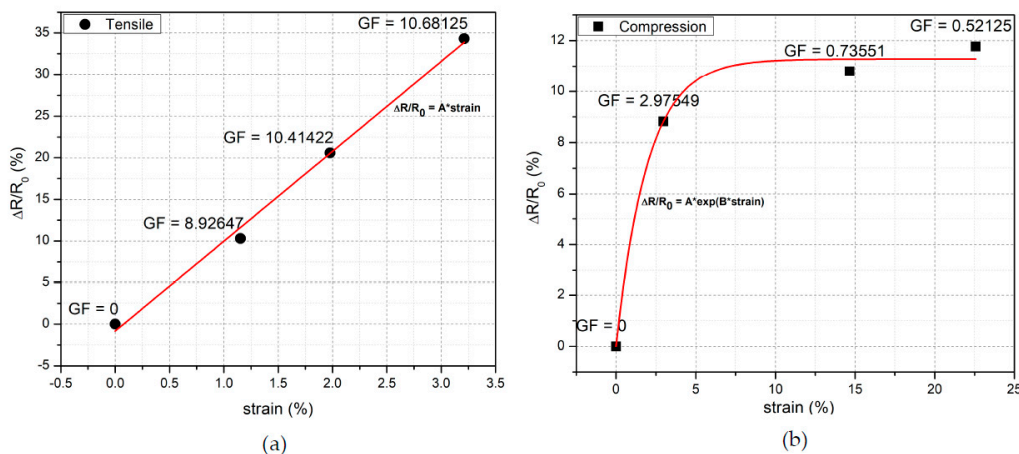 Tensile
GF = 10.68125
ΔR/R0 = A*strain
GF = 10.41422
GF = 8.92647
GF = 0
35
30
25
20
15
10
5
0
-5
ΔR/R0 (%)
-0.5 0.0 0.5 1.0 1.5 2.0 2.5 3.0 3.5
strain (%)
(a)
Compression
GF = 0.52125
GF = 0.73551
GF = 2.97549
ΔR/R0 = A*exp(B*strain)
GF = 0
12
10
8
6
4
2
0
ΔR/R0 (%)
0 5 10 15 20 25
strain (%)
(b)